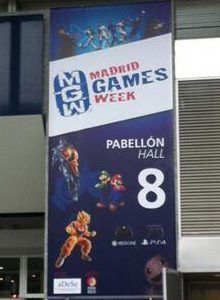 MGW
MADRID
GAMES
WEEK
PABELLÓN
HALL
8
XBOX ONE
PS4
aDeSe